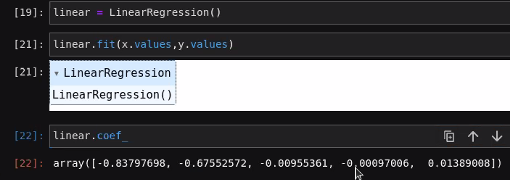 [19]: linear = LinearRegression()
[21]: linear.fit(x.values,y.values)
[21]: ▾ LinearRegression
LinearRegression()
[22]: linear.coef_
[22]: array([-0.83797698, -0.67552572, -0.00955361, -0.00097006,  0.01389008])